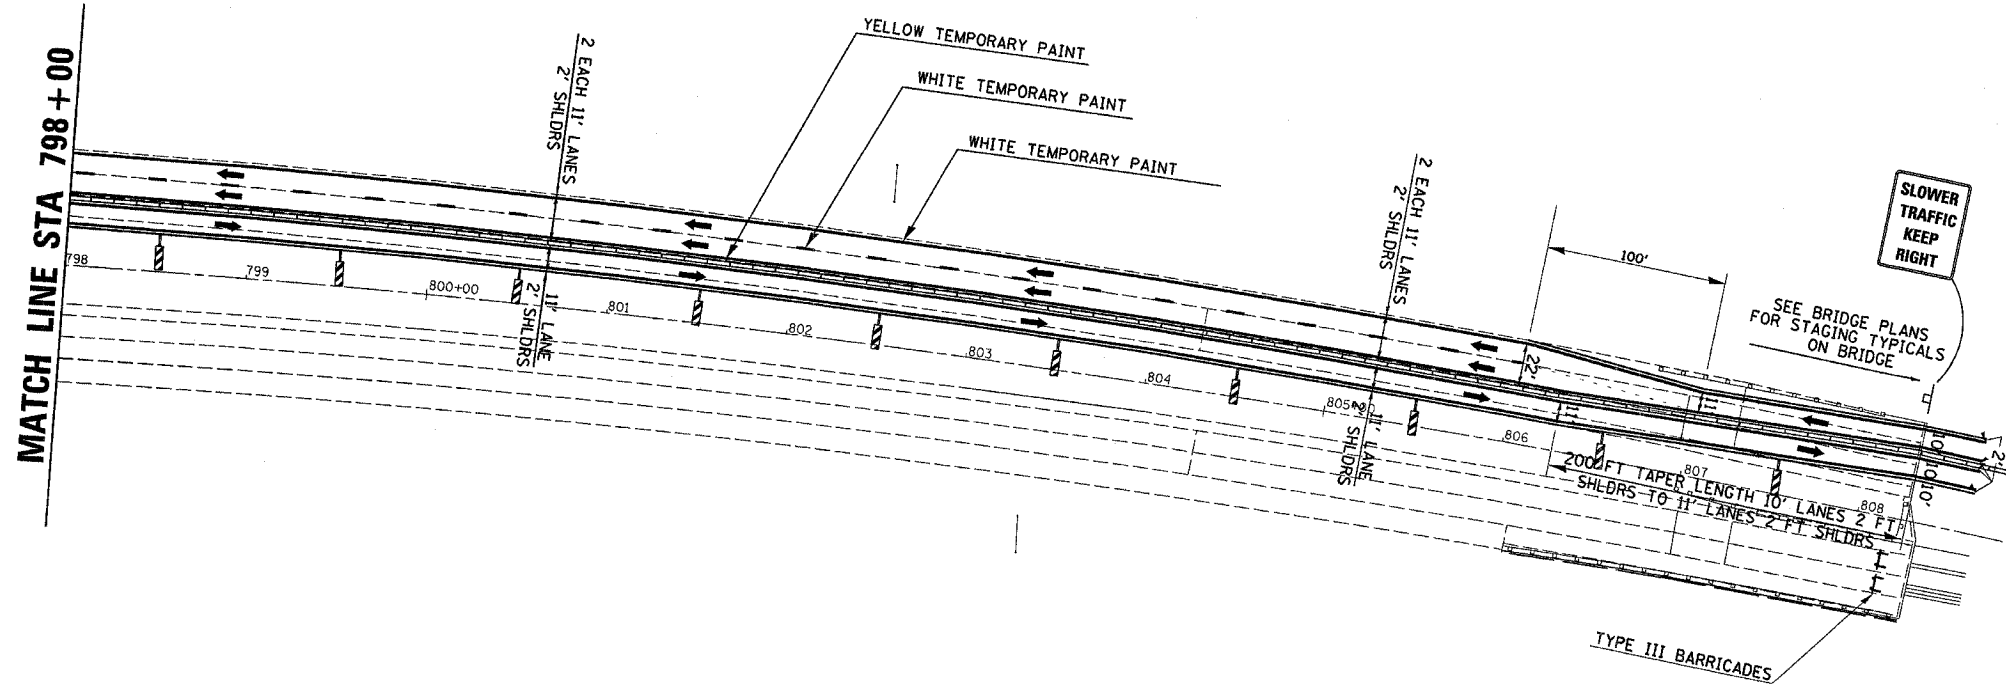 MATCH LINE STA 798+00
2 EACH 11' LANES
2' SHLDRS
YELLOW TEMPORARY PAINT
WHITE TEMPORARY PAINT
WHITE TEMPORARY PAINT
2 EACH 11' LANES
2' SHLDRS
100'
SLOWER
TRAFFIC
KEEP
RIGHT
SEE BRIDGE PLANS
FOR STAGING TYPICALS
ON BRIDGE
798
799
800+00
801
802
803
804
805
806
807
808
11' LANE
2' SHLDRS
11' LANE
2' SHLDRS
22'
11'
11'
10'
10'
10'
2'
200 FT TAPER LENGTH 10' LANES 2 FT
SHLDRS TO 11' LANES 2 FT SHLDRS
TYPE III BARRICADES